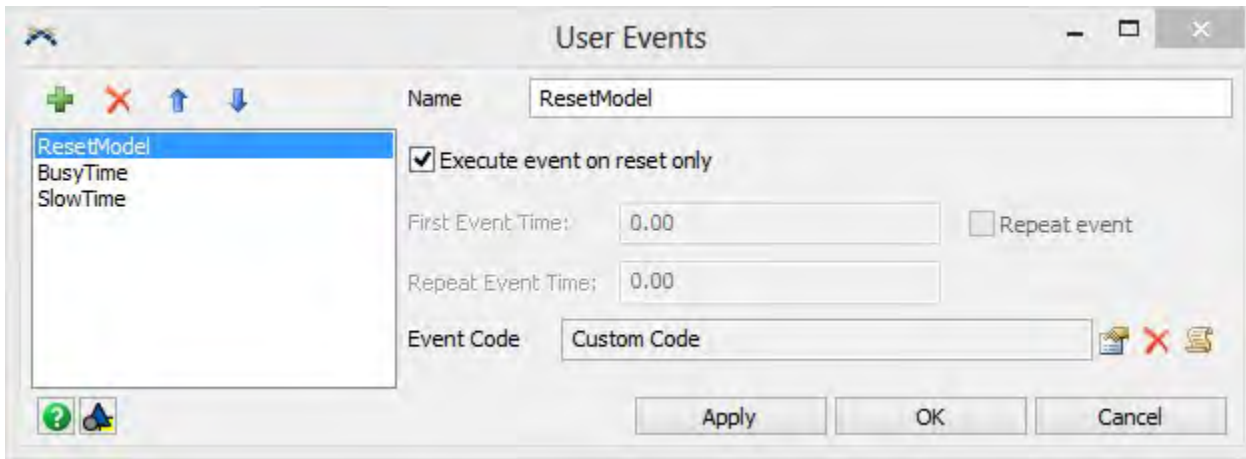 User Events
Name ResetModel
ResetModel
BusyTime
SlowTime
Execute event on reset only
First Event Time: 0.00 Repeat event
Repeat Event Time: 0.00
Event Code Custom Code
Apply OK Cancel